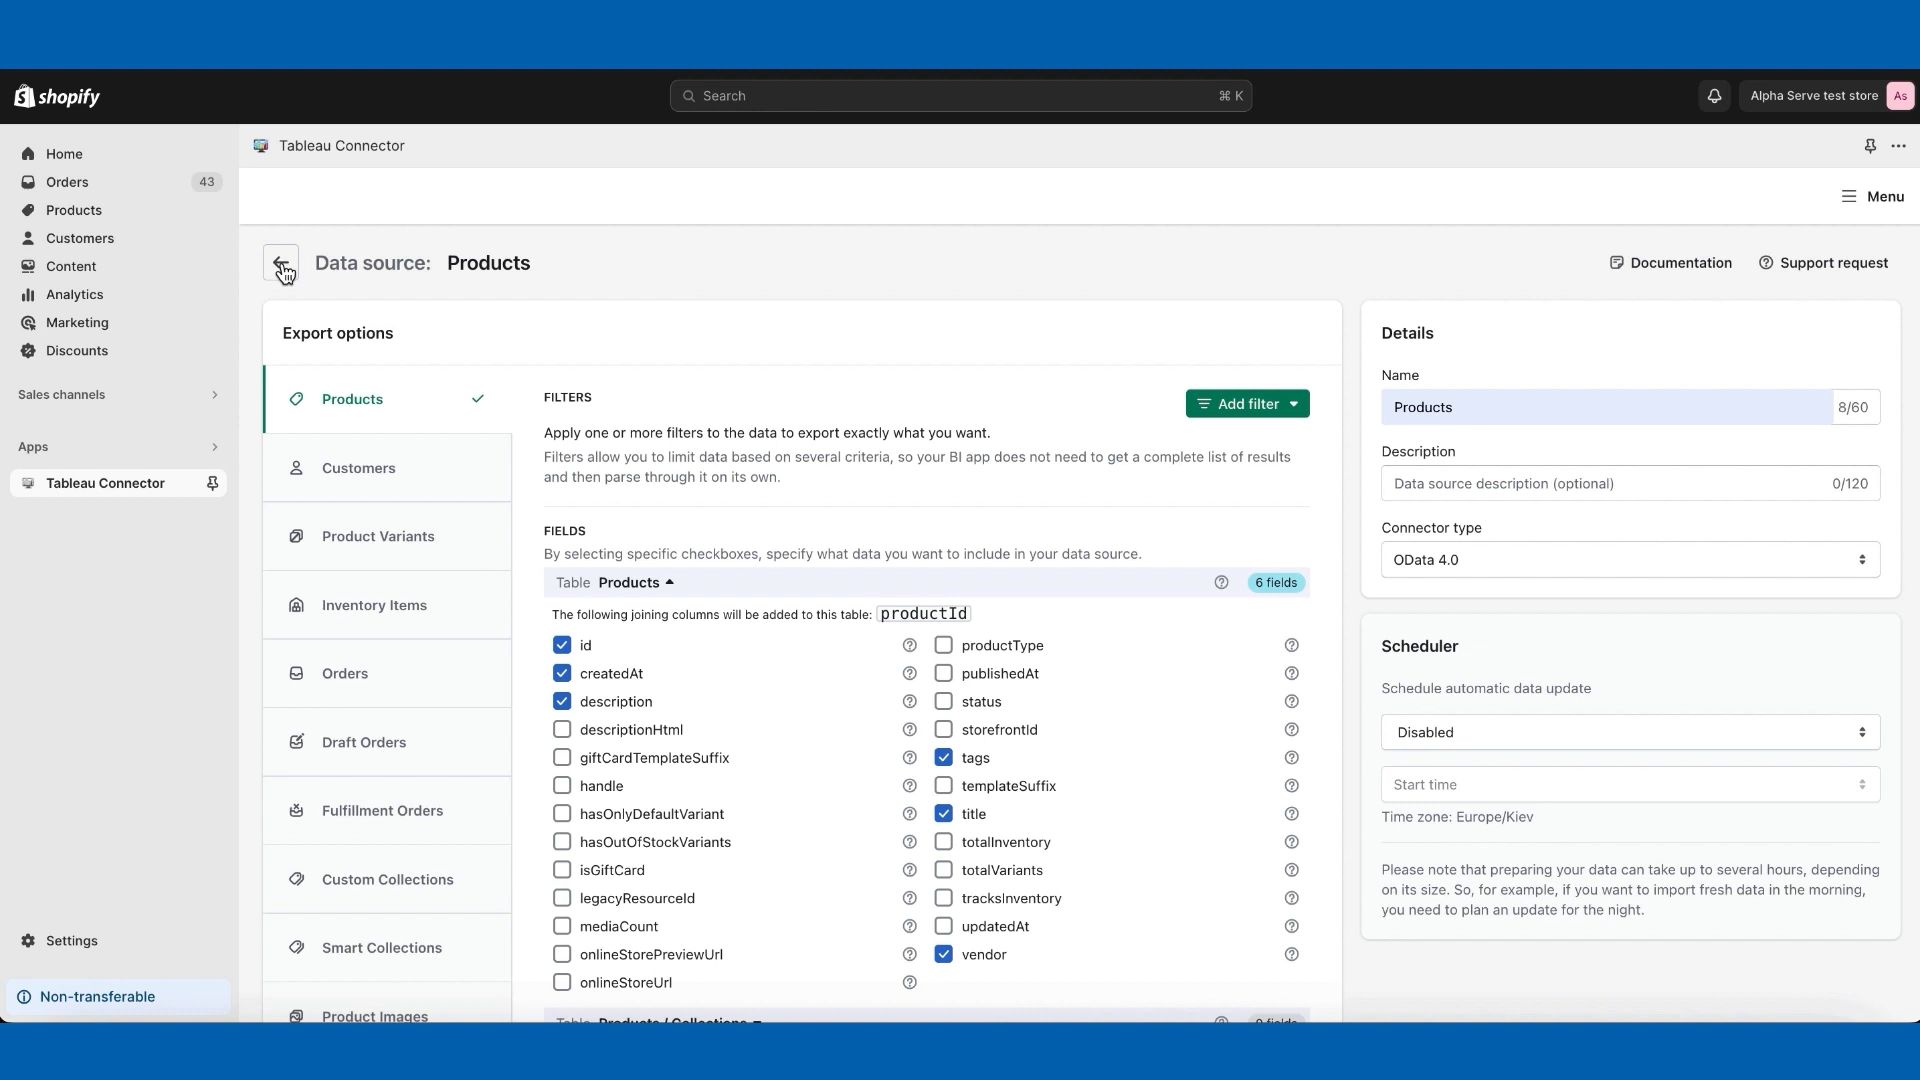 shopify
Search
⌘ K
Alpha Serve test store
As
Home
Orders
43
Products
Customers
Content
Analytics
Marketing
Discounts
Sales channels
Apps
Tableau Connector
Settings
Non-transferable
Tableau Connector
Menu
Data source: Products
Documentation
Support request
Export options
Products
Customers
Product Variants
Inventory Items
Orders
Draft Orders
Fulfillment Orders
Custom Collections
Smart Collections
Product Images
FILTERS
Add filter
Apply one or more filters to the data to export exactly what you want.
Filters allow you to limit data based on several criteria, so your BI app does not need to get a complete list of results
and then parse through it on its own.
FIELDS
By selecting specific checkboxes, specify what data you want to include in your data source.
Table Products
6 fields
The following joining columns will be added to this table: productId
id
createdAt
description
descriptionHtml
giftCardTemplateSuffix
handle
hasOnlyDefaultVariant
hasOutOfStockVariants
isGiftCard
legacyResourceId
mediaCount
onlineStorePreviewUrl
onlineStoreUrl
productType
publishedAt
status
storefrontId
tags
templateSuffix
title
totalInventory
totalVariants
tracksInventory
updatedAt
vendor
Table Products / Collections
0 fields
Details
Name
Products
8/60
Description
Data source description (optional)
0/120
Connector type
OData 4.0
Scheduler
Schedule automatic data update
Disabled
Start time
Time zone: Europe/Kiev
Please note that preparing your data can take up to several hours, depending
on its size. So, for example, if you want to import fresh data in the morning,
you need to plan an update for the night.